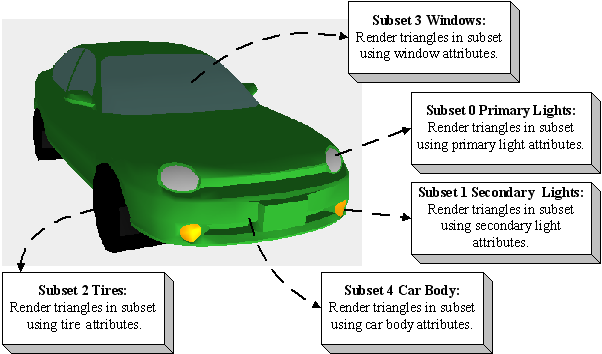 Subset 3 Windows:
Render triangles in subset
using window attributes.
Subset 0 Primary Lights:
Render triangles in subset
using primary light attributes.
Subset 1 Secondary Lights:
Render triangles in subset
using secondary light
attributes.
Subset 2 Tires:
Render triangles in subset
using tire attributes.
Subset 4 Car Body:
Render triangles in subset
using car body attributes.